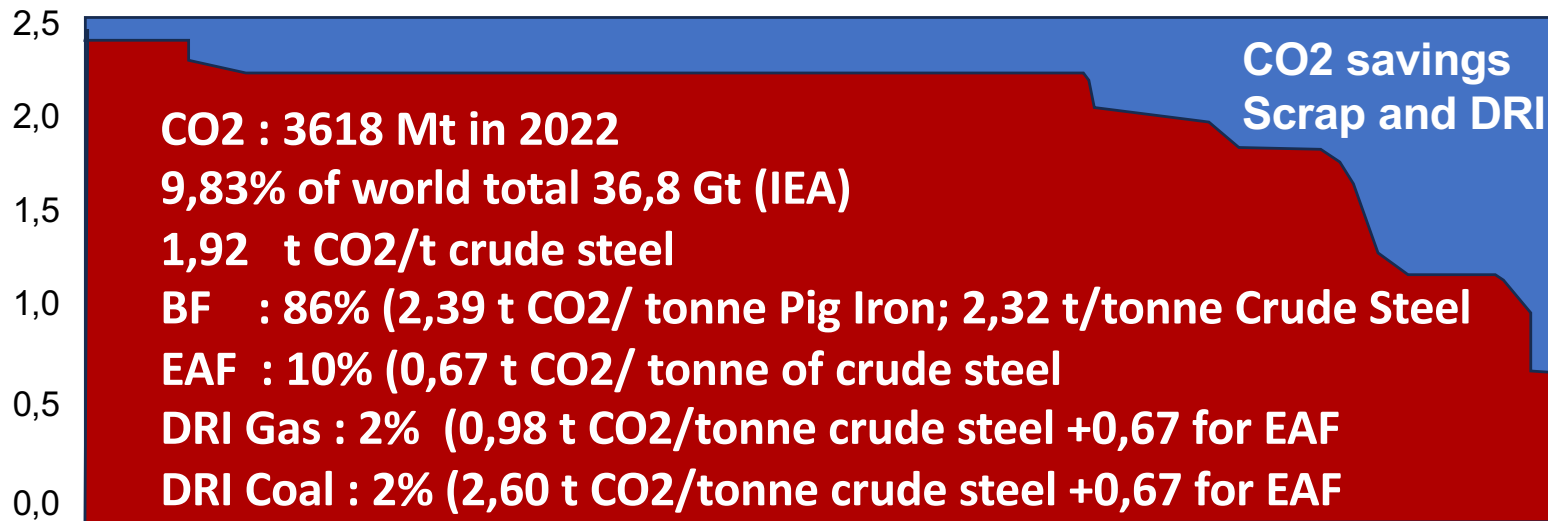 2,5
2,0
1,5
1,0
0,5
0,0
CO2 savings
Scrap and DRI
CO2 : 3618 Mt in 2022
9,83% of world total 36,8 Gt (IEA)
1,92 t CO2/t crude steel
BF : 86% (2,39 t CO2/ tonne Pig Iron; 2,32 t/tonne Crude Steel
EAF : 10% (0,67 t CO2/ tonne of crude steel
DRI Gas : 2% (0,98 t CO2/tonne crude steel +0,67 for EAF
DRI Coal : 2% (2,60 t CO2/tonne crude steel +0,67 for EAF